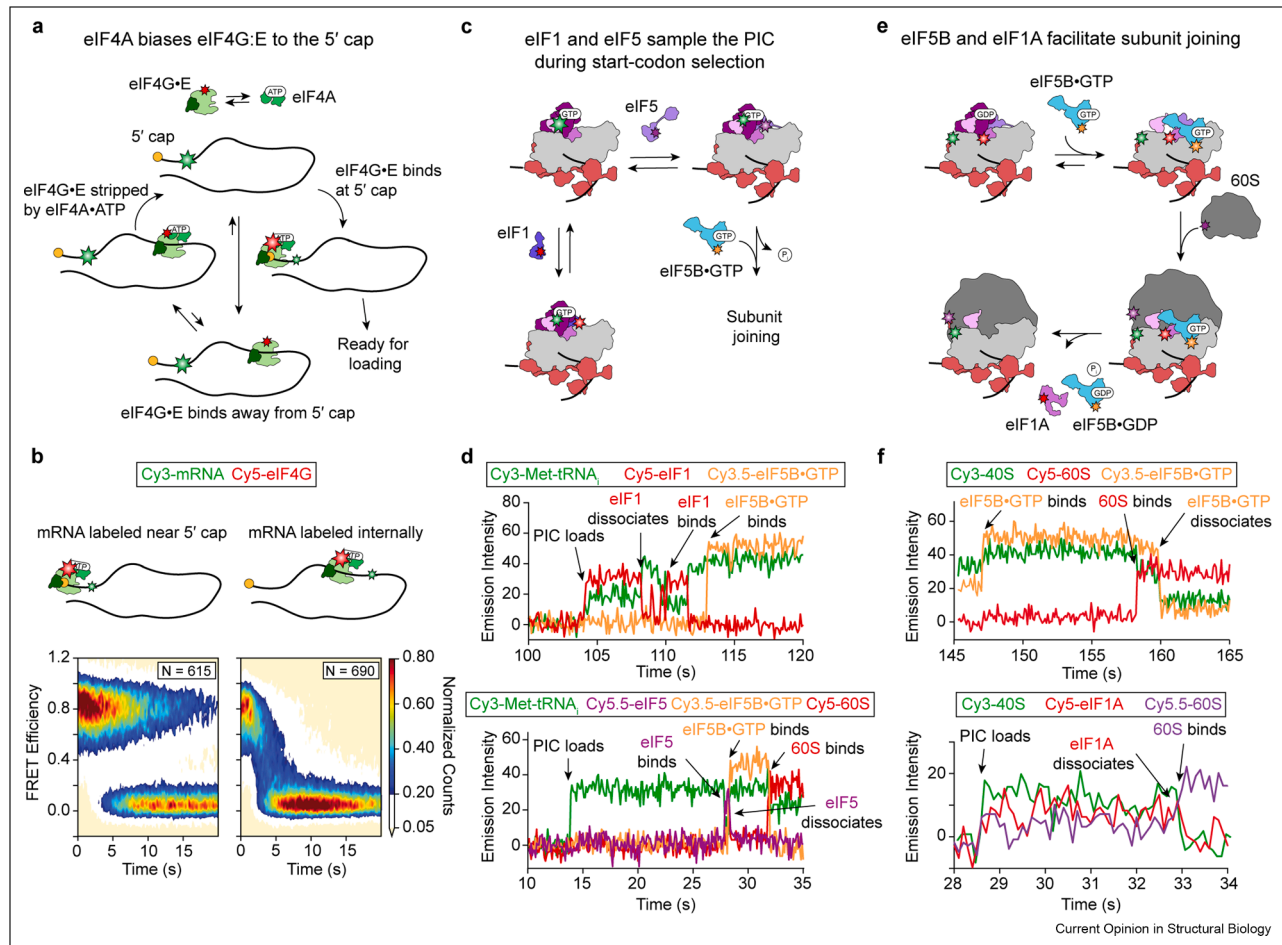 a
eIF4A biases eIF4G:E to the 5′ cap
eIF4G•E
ATP
eIF4A
5′ cap
eIF4G•E stripped
by eIF4A•ATP
eIF4G•E binds
at 5′ cap
ATP
ATP
Ready for
loading
eIF4G•E binds away from 5′ cap
b
Cy3-mRNA Cy5-eIF4G
mRNA labeled near 5′ cap
mRNA labeled internally
ATP
ATP
N = 615
N = 690
FRET Efficiency
1.2
0.8
0.4
0.0
0 5 10 15
Time (s)
0 5 10 15
Time (s)
0.80
0.60
0.40
0.20
0.05
Normalized Counts
c
eIF1 and eIF5 sample the PIC
during start-codon selection
GTP
eIF5
GTP
eIF1
GTP
eIF5B•GTP
Pi
GTP
Subunit
joining
d
Cy3-Met-tRNAi Cy5-eIF1 Cy3.5-eIF5B•GTP
Emission Intensity
80
60
40
20
0
PIC loads
eIF1
dissociates
eIF1
binds
eIF5B•GTP
binds
100 105 110 115 120
Time (s)
Cy3-Met-tRNAi Cy5.5-eIF5 Cy3.5-eIF5B•GTP Cy5-60S
Emission Intensity
60
40
20
0
PIC loads
eIF5
binds
eIF5B•GTP binds
60S binds
eIF5
dissociates
10 15 20 25 30 35
Time (s)
e
eIF5B and eIF1A facilitate subunit joining
eIF5B•GTP
GDP
GTP
GTP
60S
GTP
Pi
GDP
eIF1A
eIF5B•GDP
f
Cy3-40S Cy5-60S Cy3.5-eIF5B•GTP
eIF5B•GTP binds
60S binds
eIF5B•GTP
dissociates
Emission Intensity
60
40
20
0
145 150 155 160 165
Time (s)
Cy3-40S Cy5-eIF1A Cy5.5-60S
PIC loads
eIF1A
dissociates
60S
binds
Emission Intensity
20
10
0
28 29 30 31 32 33 34
Time (s)
Current Opinion in Structural Biology